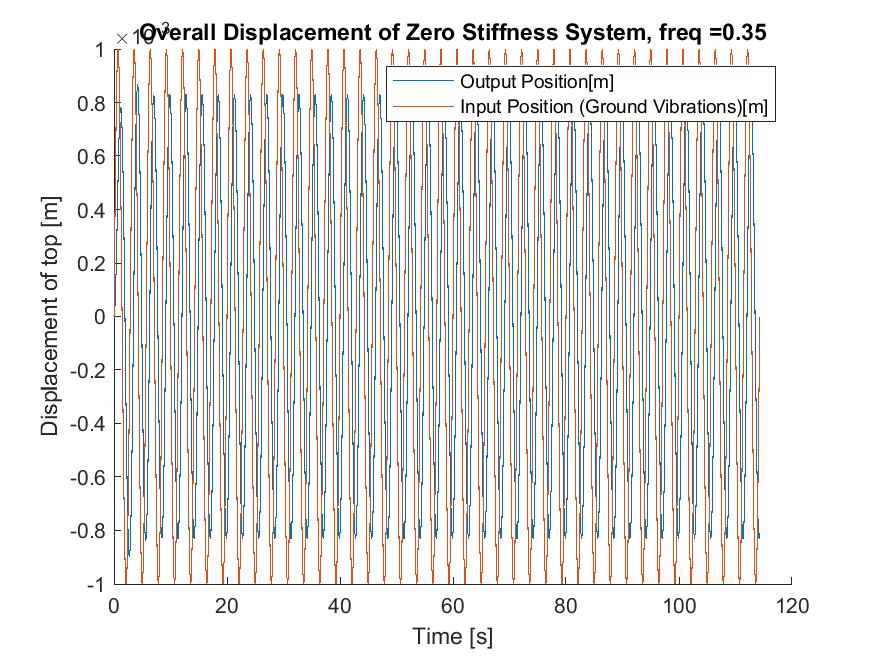 ×10-3
Overall Displacement of Zero Stiffness System, freq =0.35
Output Position[m]
Input Position (Ground Vibrations)[m]
Displacement of top [m]
1
0.8
0.6
0.4
0.2
0
-0.2
-0.4
-0.6
-0.8
-1
0 20 40 60 80 100 120
Time [s]